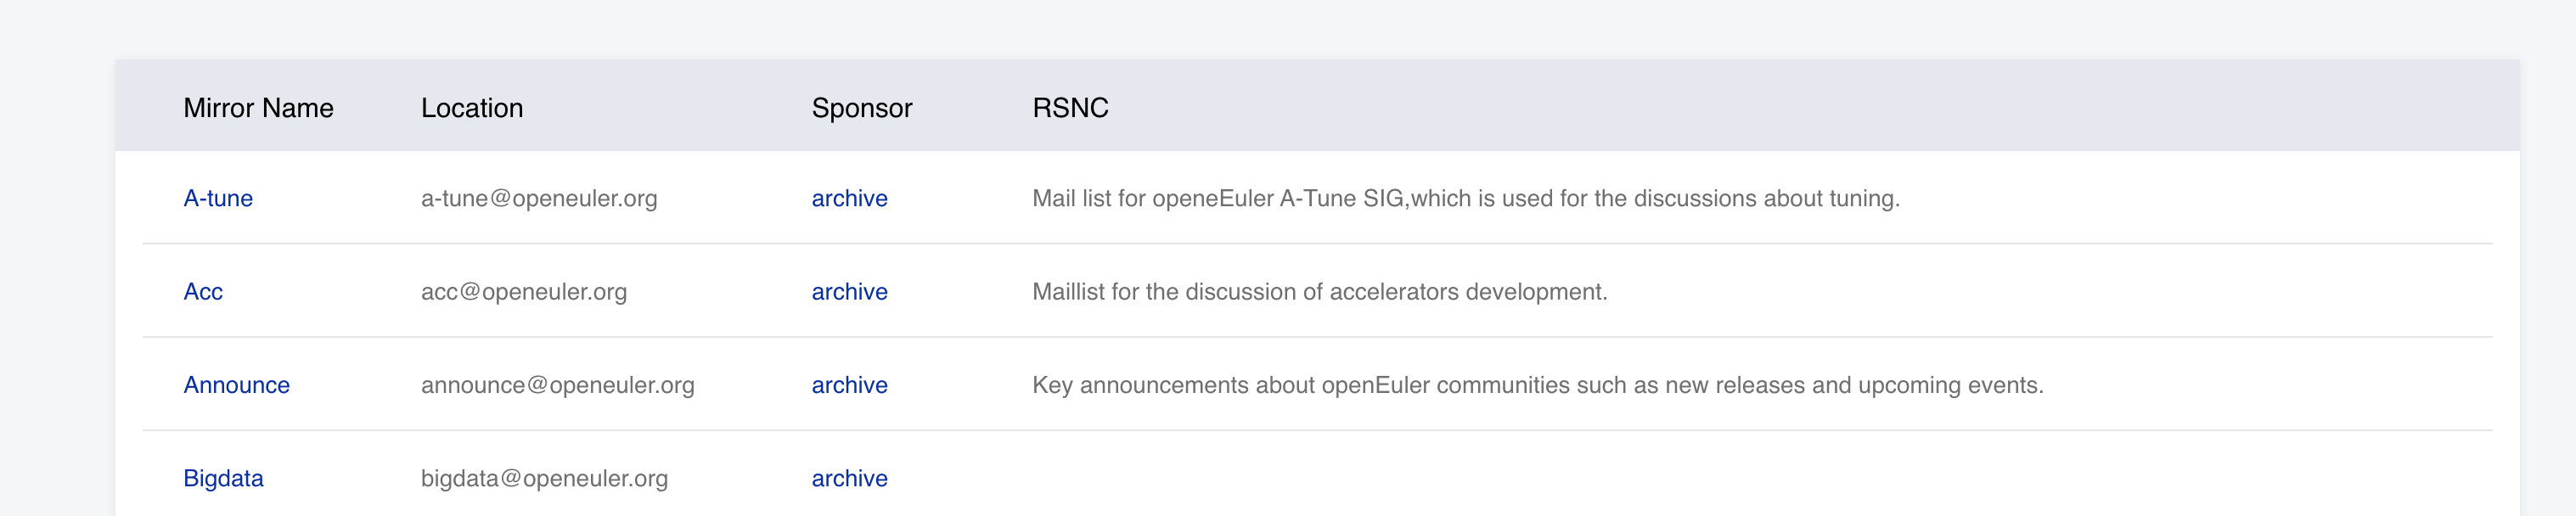 Mirror Name Location Sponsor RSNC
A-tune a-tune@openeuler.org archive Mail list for openeEuler A-Tune SIG,which is used for the discussions about tuning.
Acc acc@openeuler.org archive Maillist for the discussion of accelerators development.
Announce announce@openeuler.org archive Key announcements about openEuler communities such as new releases and upcoming events.
Bigdata bigdata@openeuler.org archive